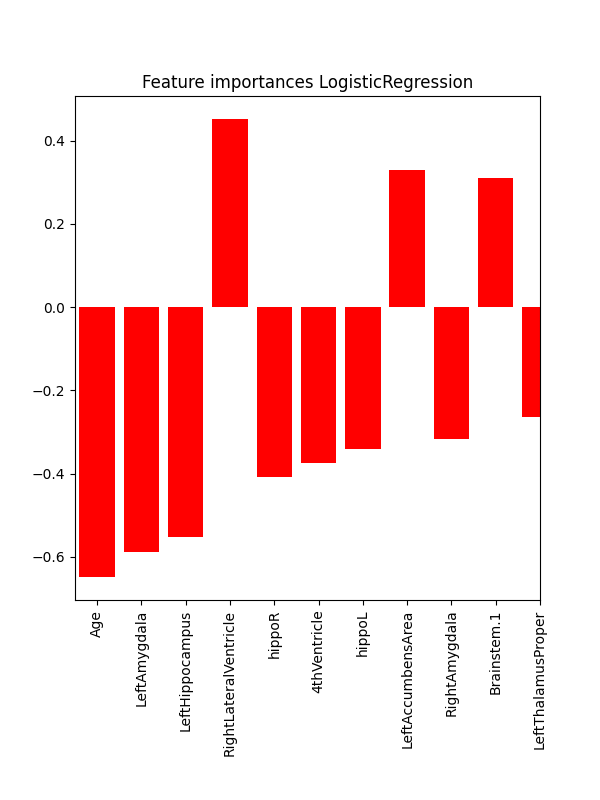 Feature importances LogisticRegression
0.4
0.2
0.0
−0.2
−0.4
−0.6
Age
LeftAmygdala
LeftHippocampus
RightLateralVentricle
hippoR
4thVentricle
hippoL
LeftAccumbensArea
RightAmygdala
Brainstem.1
LeftThalamusProper